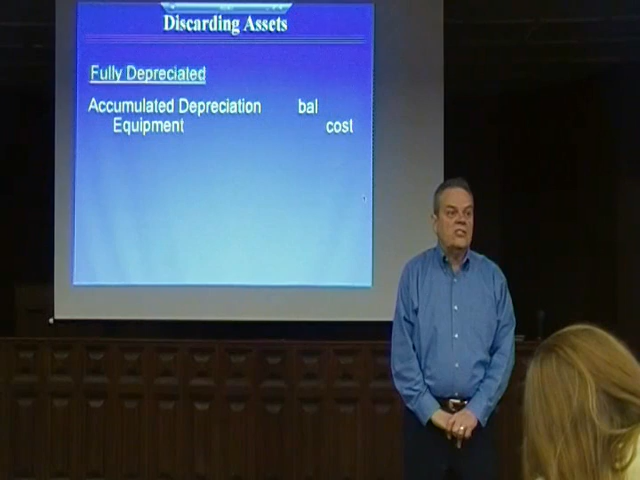 Discarding Assets
Fully Depreciated
Accumulated Depreciation bal
Equipment cost